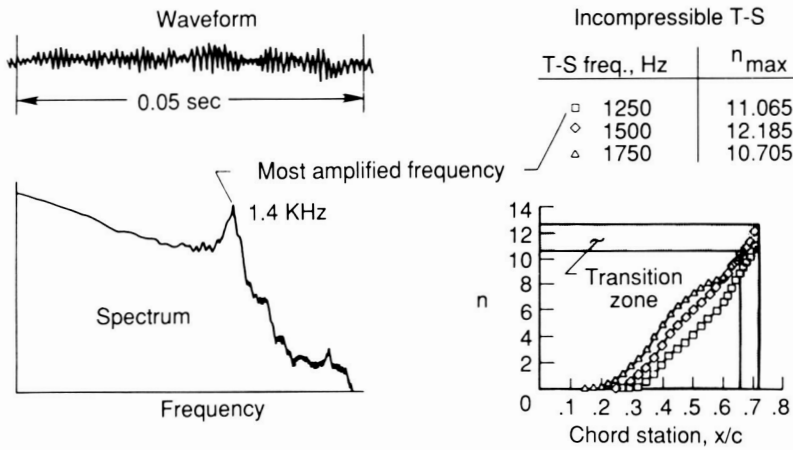 Waveform
0.05 sec
Incompressible T-S
T-S freq., Hz n max
1250 11.065
1500 12.185
1750 10.705
Most amplified frequency
1.4 KHz
Spectrum
Frequency
14
12
10
8
6
4
2
0
n
Transition
zone
.1 .2 .3 .4 .5 .6 .7 .8
Chord station, x/c